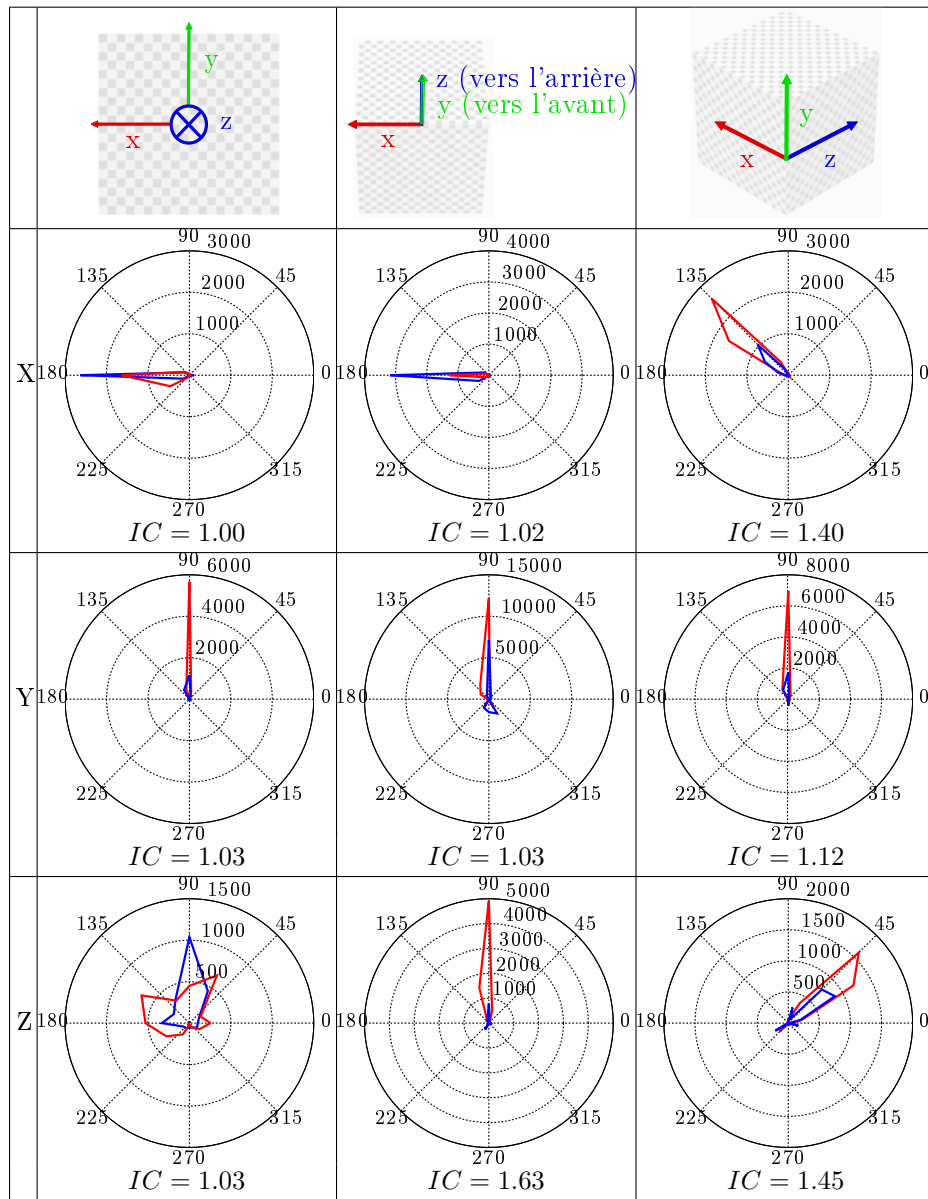 y
x
z
z (vers l'arrière)
y (vers l'avant)
x
y
x
z
X
90 3000
135 45
2000
1000
180 0
225 315
270
IC = 1.00
90 4000
135 3000 45
2000
1000
180 0
225 315
270
IC = 1.02
90 3000
135 45
2000
1000
180 0
225 315
270
IC = 1.40
Y
90 6000
135 45
4000
2000
180 0
225 315
270
IC = 1.03
90 15000
135 45
10000
5000
180 0
225 315
270
IC = 1.03
90 8000
135 6000 45
4000
2000
180 0
225 315
270
IC = 1.12
Z
90 1500
135 45
1000
500
180 0
225 315
270
IC = 1.03
90 5000
135 4000 45
3000
2000
1000
180 0
225 315
270
IC = 1.63
90 2000
135 1500 45
1000
500
180 0
225 315
270
IC = 1.45